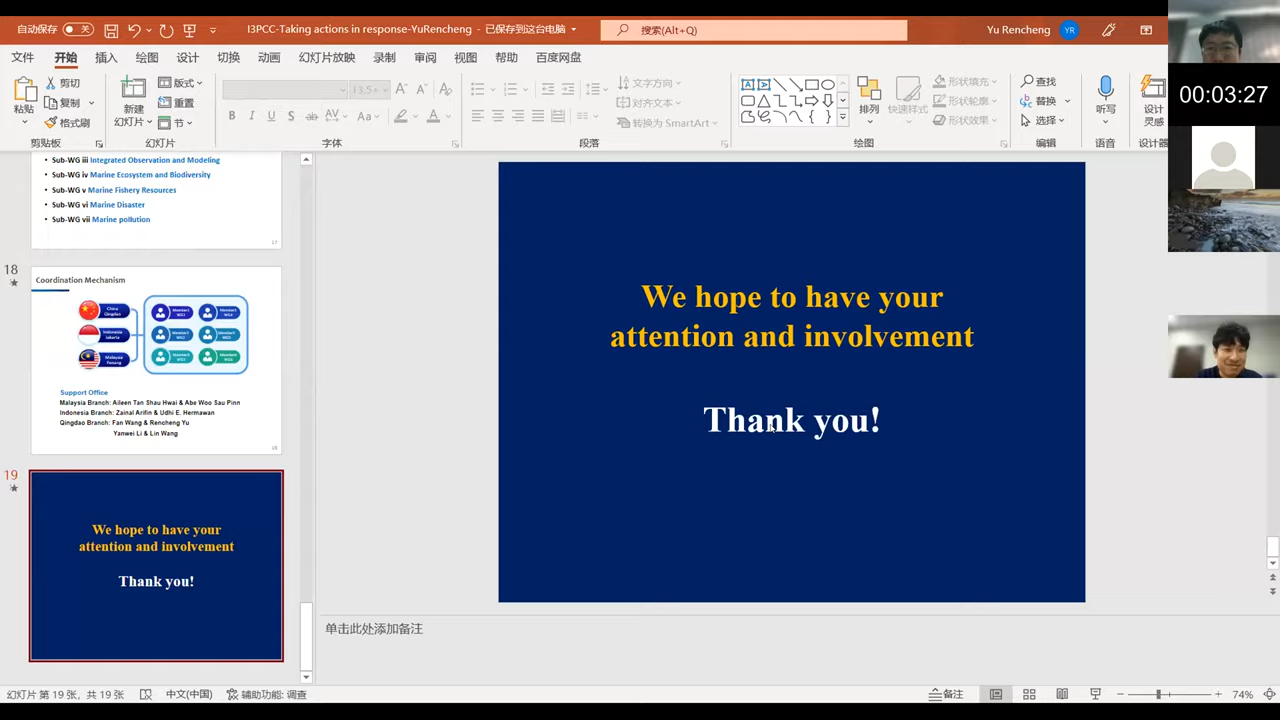 自动保存 关
I3PCC-Taking actions in response-YuRencheng - 已保存到这台电脑
搜索(Alt+Q)
Yu Rencheng YR
文件 开始 插入 绘图 设计 切换 动画 幻灯片放映 录制 审阅 视图 帮助 百度网盘
粘贴
剪切
复制
格式刷
剪贴板
新建
幻灯片
版式
重置
节
幻灯片
13.5+
B U S ab AV Aa A
字体
文字方向
对齐文本
转换为 SmartArt
段落
排列
快速样式
形状填充
形状轮廓
形状效果
绘图
查找
替换
选择
编辑
听写
语音
设计
灵感
设计器
00:03:27
• Sub-WG iii Integrated Observation and Modeling
• Sub-WG iv Marine Ecosystem and Biodiversity
• Sub-WG v Marine Fishery Resources
• Sub-WG vi Marine Disaster
• Sub-WG vii Marine pollution
17
18
Coordination Mechanism
China
Qingdao
Indonesia
Jakarta
Malaysia
Penang
Support Office
Malaysia Branch: Aileen Tan Shau Hwai & Abe Woo Sau Pinn
Indonesia Branch: Zainal Arifin & Udhi E. Hermawan
Qingdao Branch: Fan Wang & Rencheng Yu
Yanwei Li & Lin Wang
18
19
We hope to have your
attention and involvement
Thank you!
We hope to have your
attention and involvement
Thank you!
单击此处添加备注
幻灯片 第 19 张，共 19 张 中文(中国) 辅助功能: 调查
备注 74%